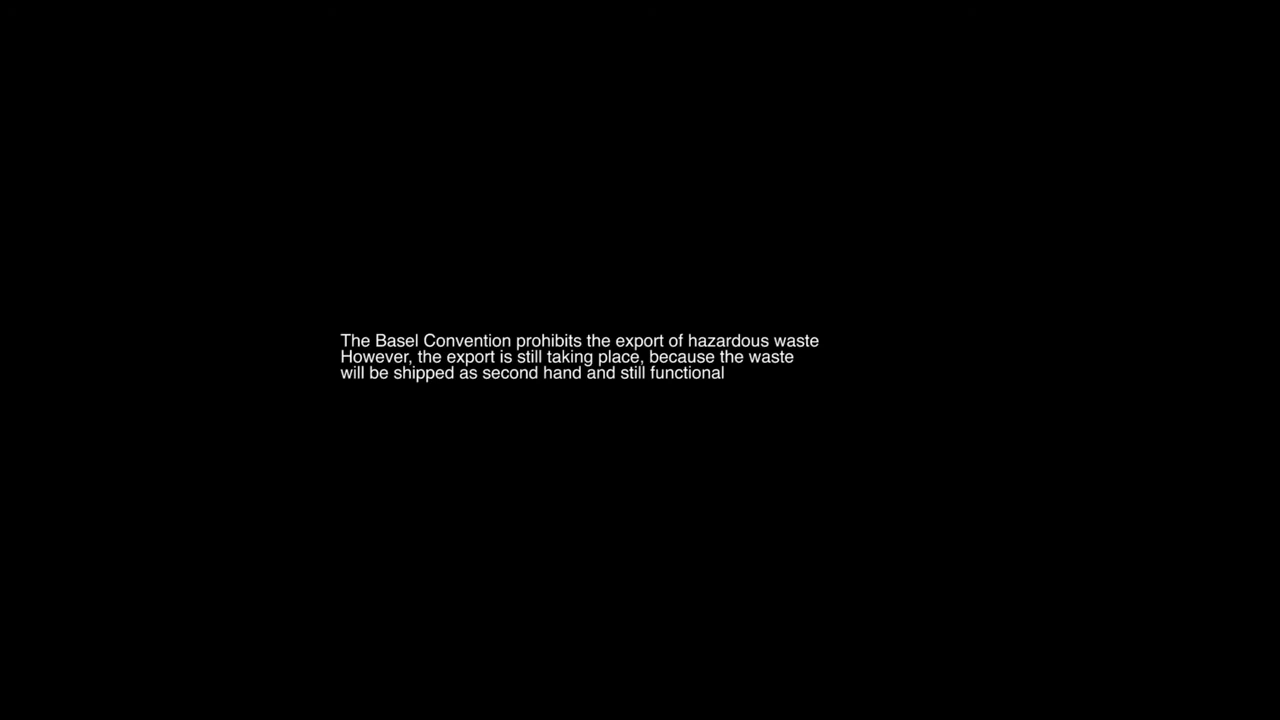 The Basel Convention prohibits the export of hazardous waste
However, the export is still taking place, because the waste
will be shipped as second hand and still functional